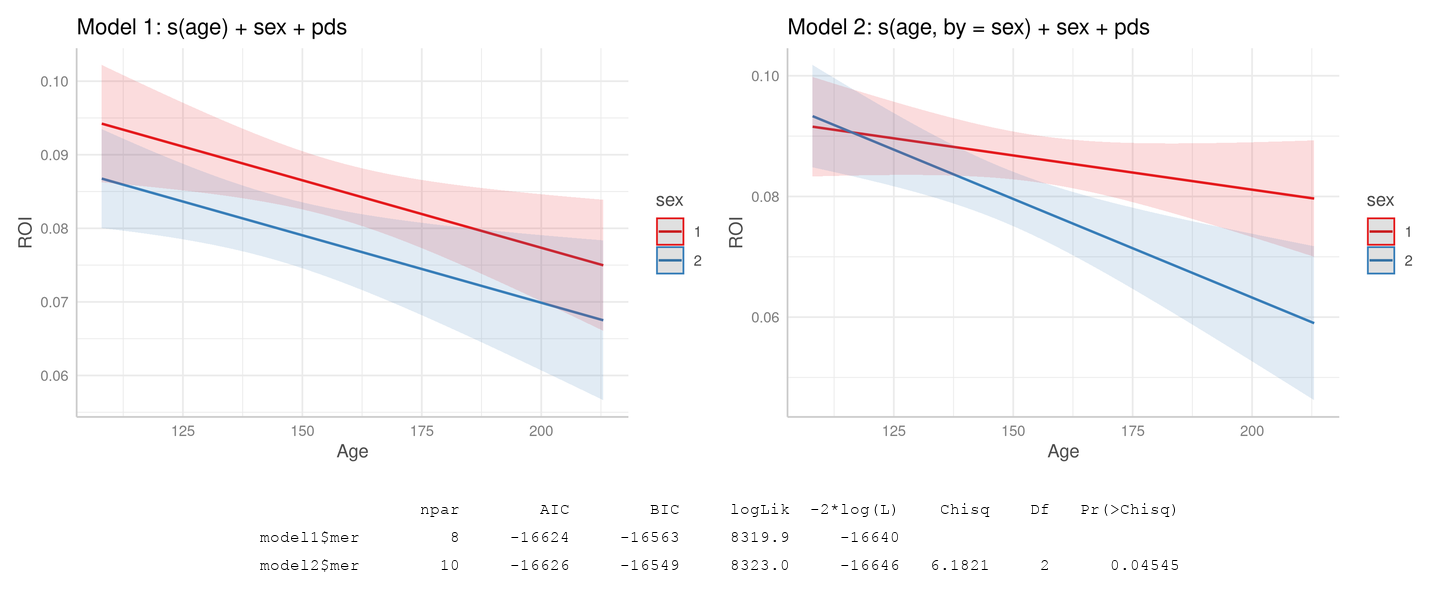 Model 1: s(age) + sex + pds
0.10
0.09
0.08
0.07
0.06
ROI
125 150 175 200
Age
sex
1
2
Model 2: s(age, by = sex) + sex + pds
0.10
0.08
0.06
ROI
125 150 175 200
Age
sex
1
2
npar AIC BIC logLik -2*log(L) Chisq Df Pr(>Chisq)
model1$mer 8 -16624 -16563 8319.9 -16640
model2$mer 10 -16626 -16549 8323.0 -16646 6.1821 2 0.04545